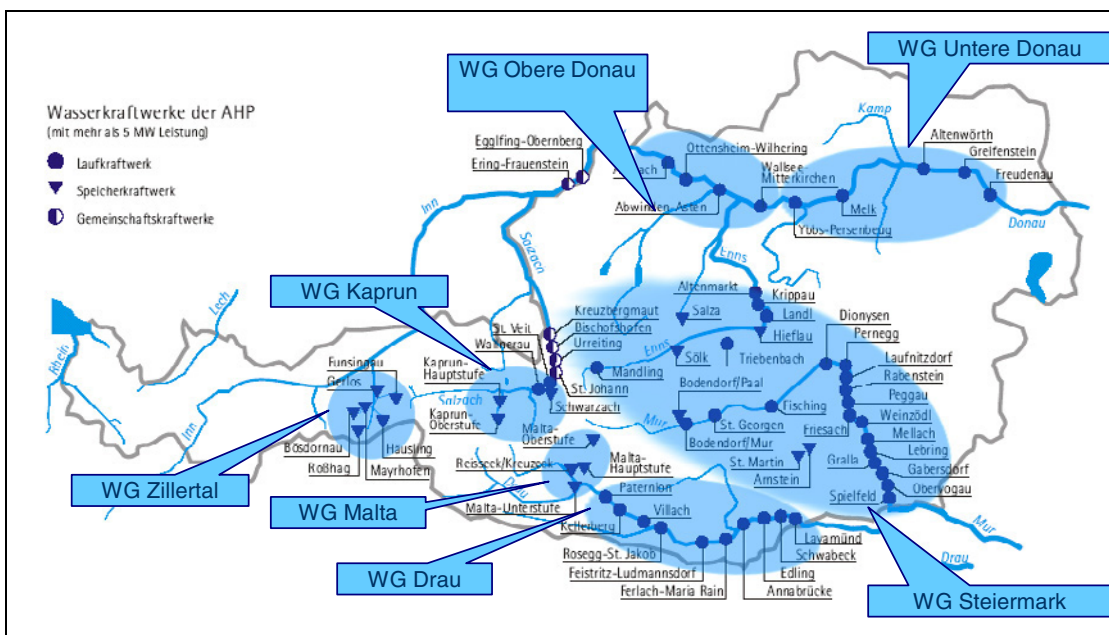 WG Obere Donau
WG Untere Donau
Wasserkraftwerke der AHP
(mit mehr als 5 MW Leistung)
Laufkraftwerk
Speicherkraftwerk
Gemeinschaftskraftwerke
Egglfing-Obernberg
Ering-Frauenstein
Ottensheim-Wilhering
Wallsee-
Mitterkirchen
Abwinden-Asten
Kamp
Altenwörth
Greifenstein
Freudenau
Melk
Ybbs-Persenbeug
Donau
Inn
Salzach
Enns
Lech
Rhein
Inn
WG Kaprun
St. Veit
Wallgerau
Kreuzbergmaut
Bischofshofen
Urreiting
St. Johann
Schwarzach
Altenmarkt
Krippau
Landl
Salza
Hieflau
Enns
Sölk
Mandling
Triebenbach
Dionysen
Pernegg
Laufnitzdorf
Rabenstein
Peggau
Weinzödl
Mellach
Lebring
Gabersdorf
Obervogau
Friesach
Gralla
Spielfeld
Funsingau
Gerlos
Kaprun-
Hauptstufe
Salzach
Kaprun-
Oberstufe
Bösdornau
Roßhag
Mayrhofen
Häusling
Bodendorf/Paal
Mur
Bodendorf/Mur
St. Georgen
Fisching
St. Martin
Arnstein
Malta-
Oberstufe
Reisseck/Kreuzeck
Malta-
Hauptstufe
Drau
Malta-Unterstufe
Paternion
Kellerberg
Villach
Rosegg-St. Jakob
Feistritz-Ludmannsdorf
Ferlach-Maria Rain
Annabrücke
Edling
Schwabeck
Lavamünd
Mur
Drau
WG Zillertal
WG Malta
WG Drau
WG Steiermark